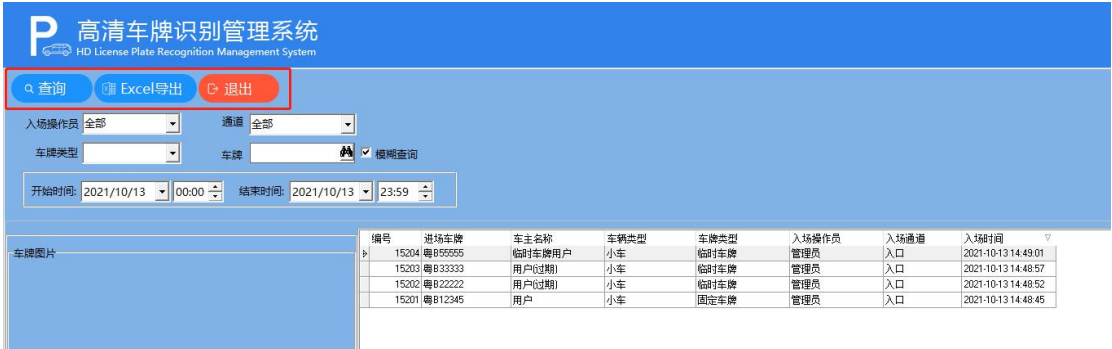 P 高清车牌识别管理系统
HD License Plate Recognition Management System
查询 Excel导出 退出
入场操作员 全部 通道 全部
车牌类型 车牌 模糊查询
开始时间: 2021/10/13 00:00 结束时间: 2021/10/13 23:59
车牌图片
编号 进场车牌 车主名称 车辆类型 车牌类型 入场操作员 入场通道 入场时间
15204 粤B55555 临时车牌用户 小车 临时车牌 管理员 入口 2021-10-13 14:49:01
15203 粤B33333 用户(过期) 小车 临时车牌 管理员 入口 2021-10-13 14:48:57
15202 粤B22222 用户(过期) 小车 临时车牌 管理员 入口 2021-10-13 14:48:52
15201 粤B12345 用户 小车 固定车牌 管理员 入口 2021-10-13 14:48:45